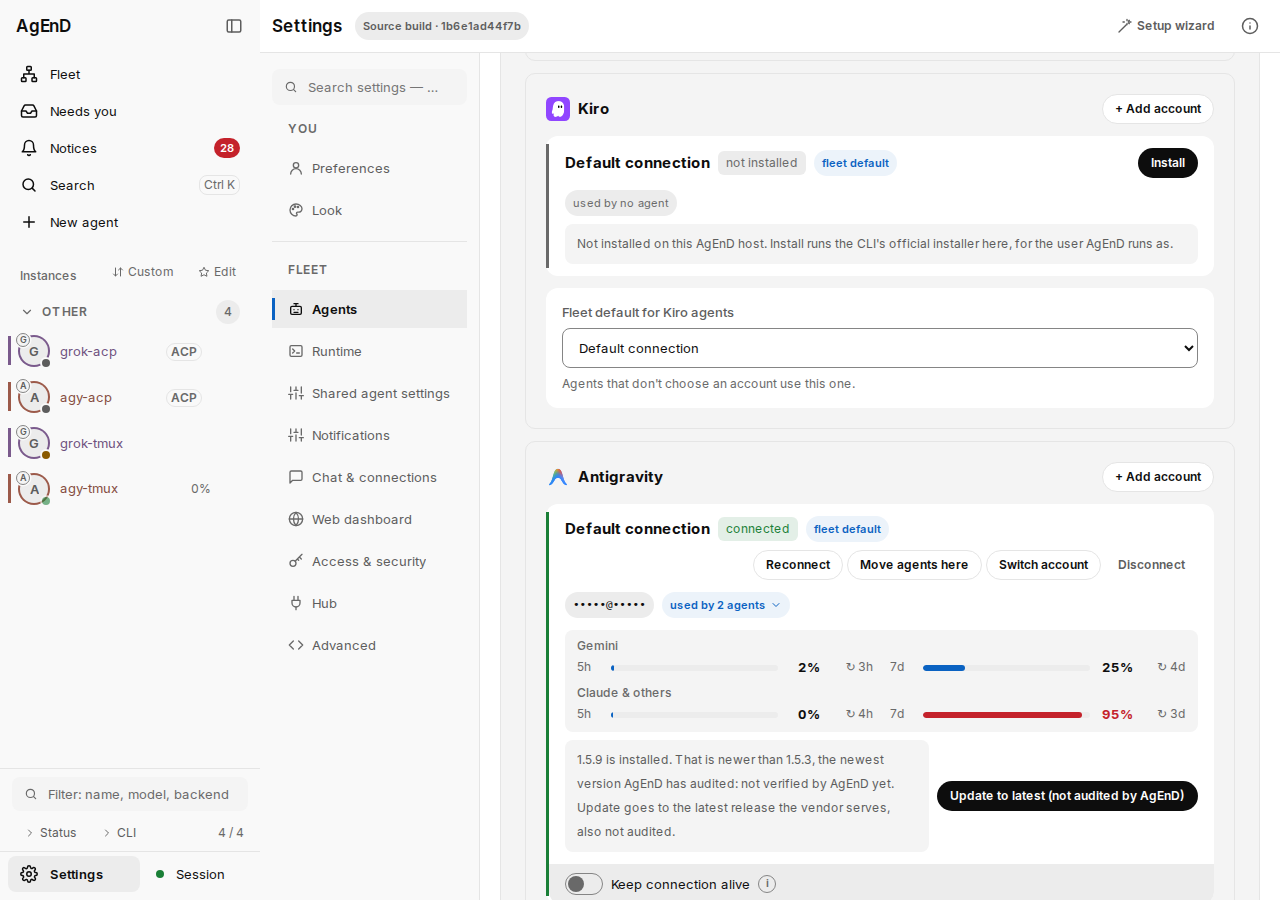 AgEnD
Fleet
Needs you
Notices
28
Search
Ctrl K
New agent
Instances
Custom
Edit
OTHER
4
G
G
grok-acp
ACP
A
A
agy-acp
ACP
G
G
grok-tmux
A
A
agy-tmux
0%
Filter: name, model, backend
Status
CLI
4 / 4
Settings
Session
Settings
Source build · 1b6e1ad44f7b
Setup wizard
Search settings — ...
YOU
Preferences
Look
FLEET
Agents
Runtime
Shared agent settings
Notifications
Chat & connections
Web dashboard
Access & security
Hub
Advanced
Kiro
+ Add account
Default connection
not installed
fleet default
Install
used by no agent
Not installed on this AgEnD host. Install runs the CLI's official installer here, for the user AgEnD runs as.
Fleet default for Kiro agents
Default connection
Agents that don't choose an account use this one.
Antigravity
+ Add account
Default connection
connected
fleet default
Reconnect
Move agents here
Switch account
Disconnect
•••••@•••••
used by 2 agents
Gemini
5h 2% ↻ 3h 7d 25% ↻ 4d
Claude & others
5h 0% ↻ 4h 7d 95% ↻ 3d
1.5.9 is installed. That is newer than 1.5.3, the newest
version AgEnD has audited: not verified by AgEnD yet.
Update goes to the latest release the vendor serves,
also not audited.
Update to latest (not audited by AgEnD)
Keep connection alive
i